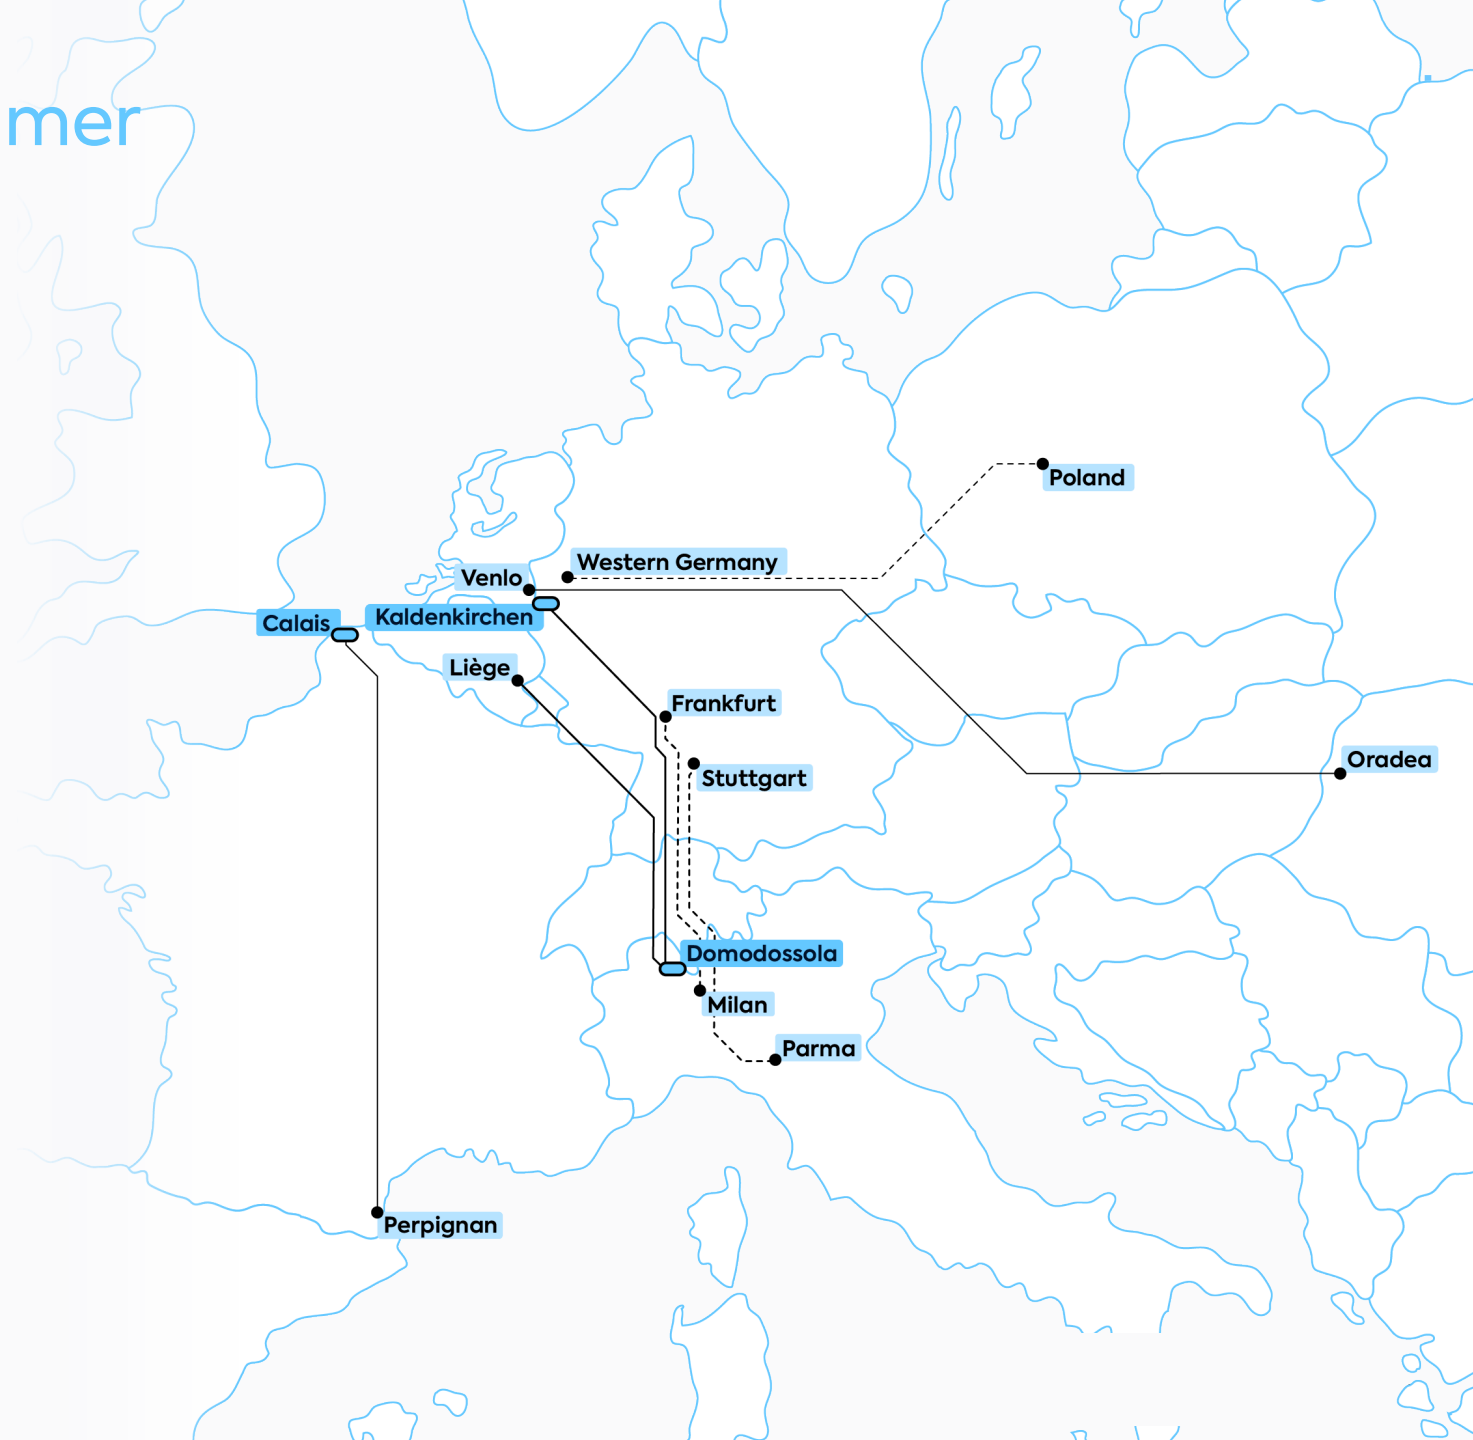 mer
Poland
Western Germany
Venlo
Kaldenkirchen
Calais
Liège
Frankfurt
Stuttgart
Oradea
Domodossola
Milan
Parma
Perpignan